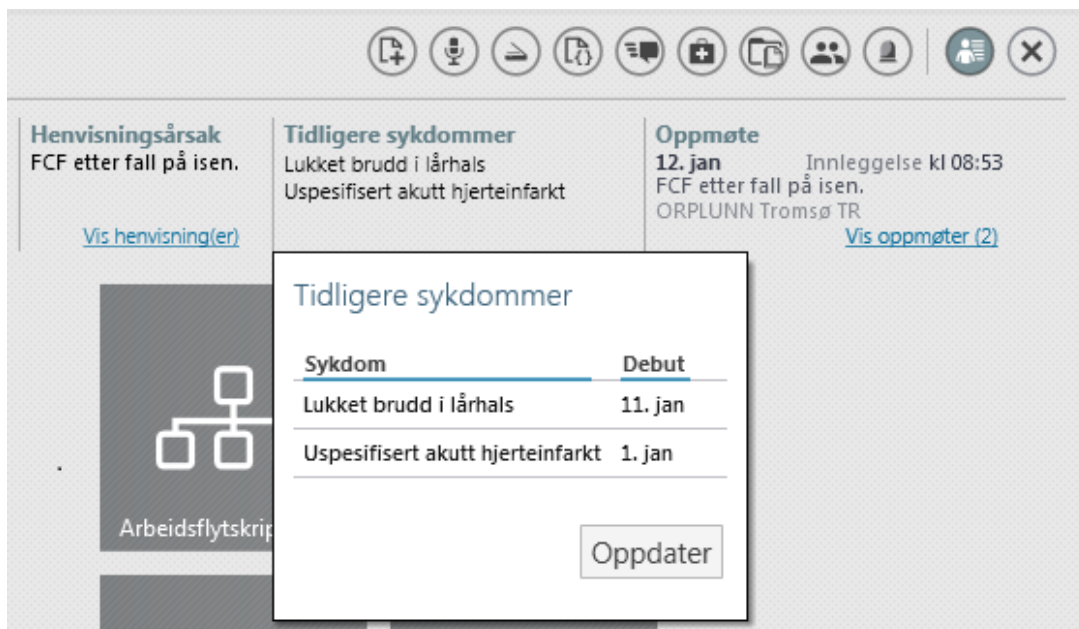 Henvisningsårsak
FCF etter fall på isen.
Vis henvisning(er)
Tidligere sykdommer
Lukket brudd i lårhals
Uspesifisert akutt hjerteinfarkt
Oppmøte
12. jan Innleggelse kl 08:53
FCF etter fall på isen.
ORPLUNN Tromsø TR
Vis oppmøter (2)
Tidligere sykdommer
Sykdom Debut
Lukket brudd i lårhals 11. jan
Uspesifisert akutt hjerteinfarkt 1. jan
Oppdater
Arbeidsflytskrip